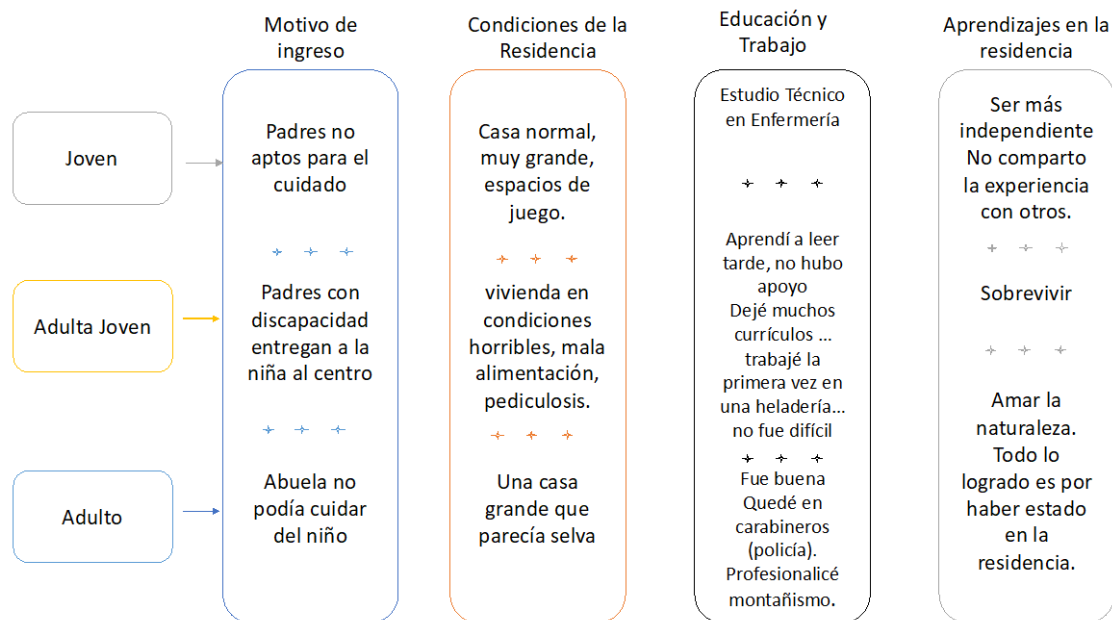 Motivo de
ingreso
Condiciones de la
Residencia
Educación y
Trabajo
Aprendizajes en la
residencia
Joven
Padres no
aptos para el
cuidado
Casa normal,
muy grande,
espacios de
juego.
Estudio Técnico
en Enfermería
Ser más
independiente
No comparto
la experiencia
con otros.
Adulta Joven
Padres con
discapacidad
entregan a la
niña al centro
vivienda en
condiciones
horribles, mala
alimentación,
pediculosis.
Aprendí a leer
tarde, no hubo
apoyo
Dejé muchos
currículos ...
trabajé la
primera vez en
una heladería...
no fue difícil
Sobrevivir
Adulto
Abuela no
podía cuidar
del niño
Una casa
grande que
parecía selva
Fue buena
Quedé en
carabineros
(policía).
Profesionalicé
montañismo.
Amar la
naturaleza.
Todo lo
logrado es por
haber estado
en la
residencia.